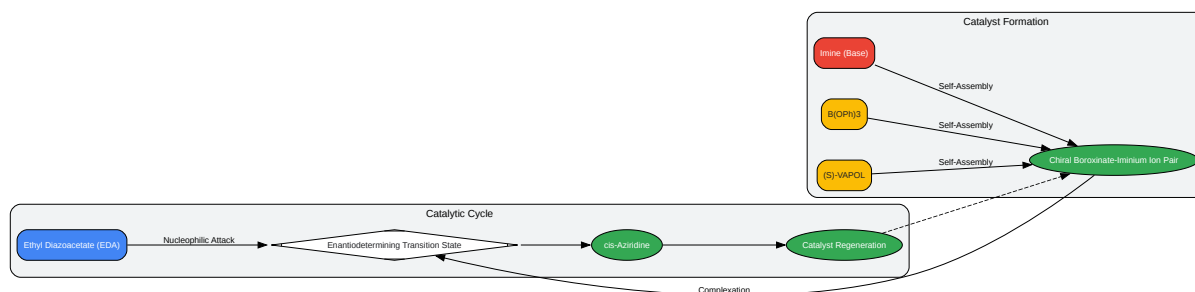 Catalyst Formation
Imine (Base)
Self-Assembly
B(OPh)3
Self-Assembly
(S)-VAPOL
Self-Assembly
Chiral Boroxinate-Iminium Ion Pair
Catalytic Cycle
Ethyl Diazoacetate (EDA)
Nucleophilic Attack
Enantiodetermining Transition State
cis-Aziridine
Catalyst Regeneration
Complexation